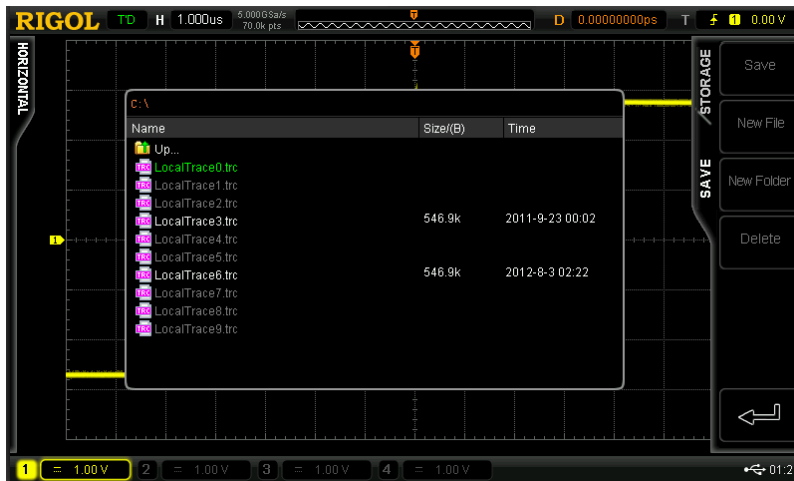 RIGOL T'D H 1.000us 5.000GSa/s 70.0k pts D 0.00000000ps T 1 0.00 V
HORIZONTAL
T
C:\
Name Size/(B) Time
Up...
LocalTrace0.trc
LocalTrace1.trc
LocalTrace2.trc
LocalTrace3.trc 546.9k 2011-9-23 00:02
LocalTrace4.trc
LocalTrace5.trc
LocalTrace6.trc 546.9k 2012-8-3 02:22
LocalTrace7.trc
LocalTrace8.trc
LocalTrace9.trc
1
STORAGE
SAVE
Save
New File
New Folder
Delete
1 = 1.00 V 2 = 1.00 V 3 = 1.00 V 4 = 1.00 V 01:2